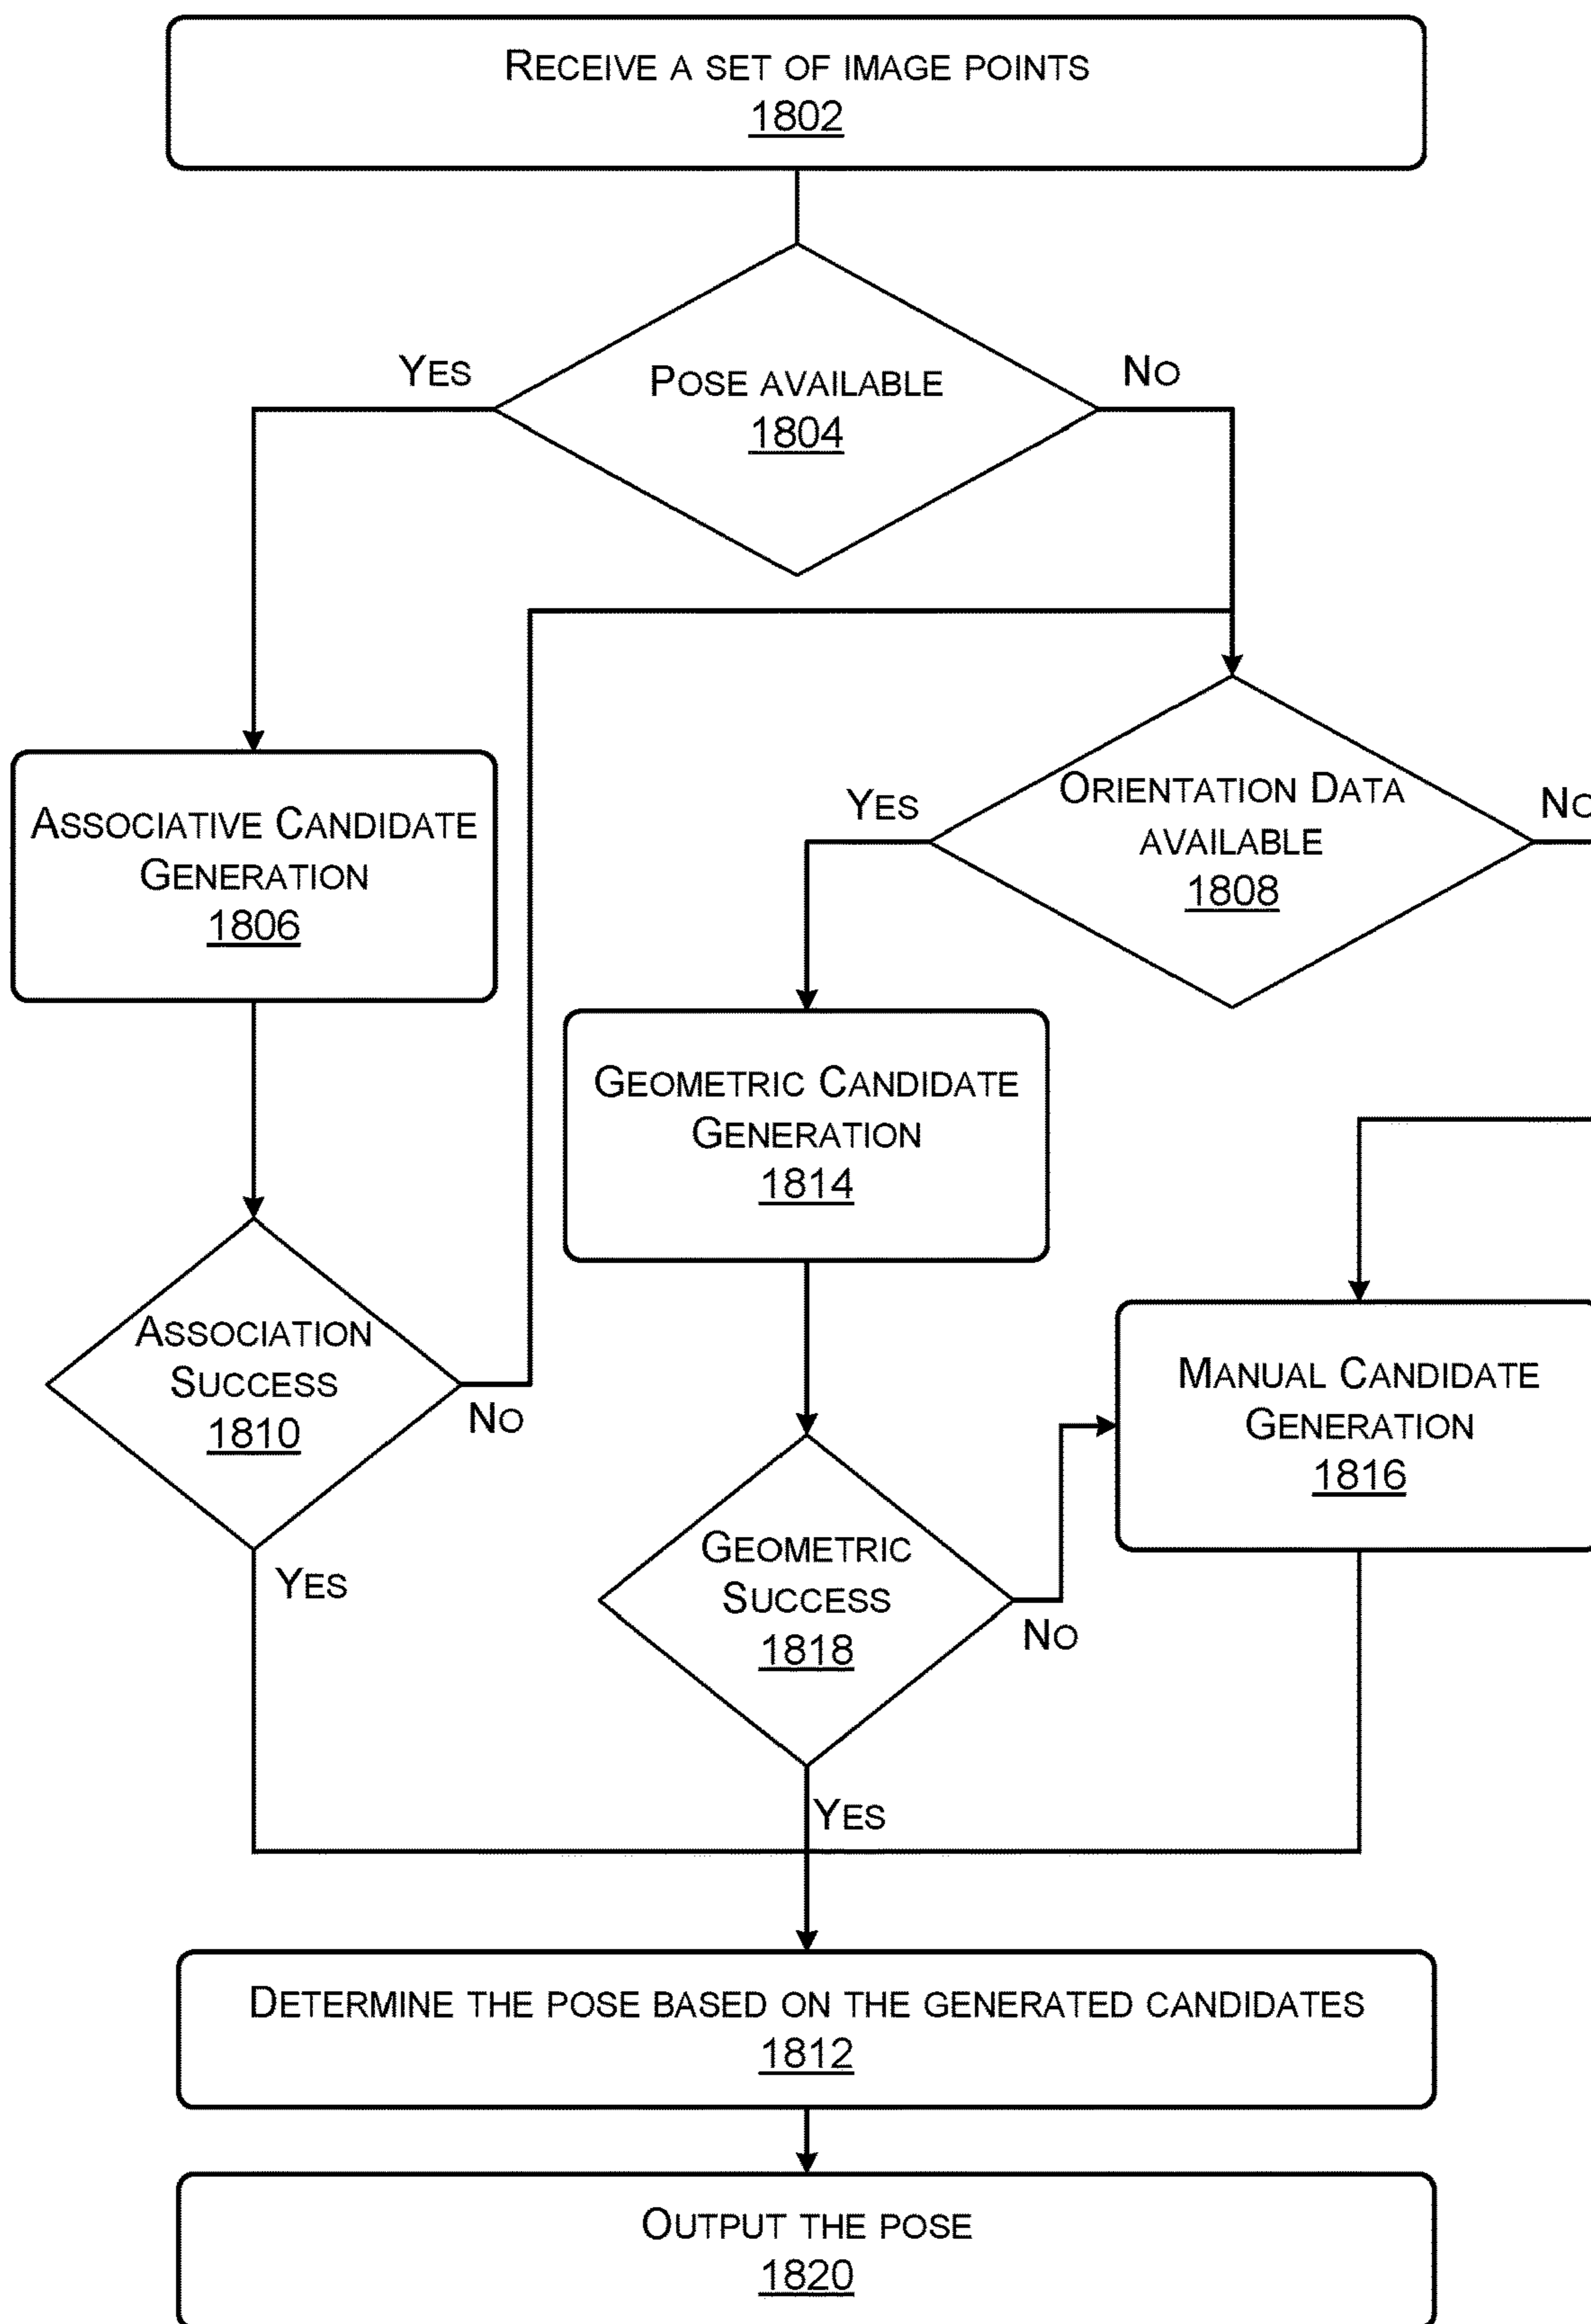 RECEIVE A SET OF IMAGE POINTS
1802
YES
POSE AVAILABLE
1804
NO
ORIENTATION DATA
AVAILABLE
1808
YES
NO
ASSOCIATIVE CANDIDATE
GENERATION
1806
GEOMETRIC CANDIDATE
GENERATION
1814
ASSOCIATION
SUCCESS
1810
NO
MANUAL CANDIDATE
GENERATION
1816
YES
GEOMETRIC
SUCCESS
1818
NO
YES
DETERMINE THE POSE BASED ON THE GENERATED CANDIDATES
1812
OUTPUT THE POSE
1820